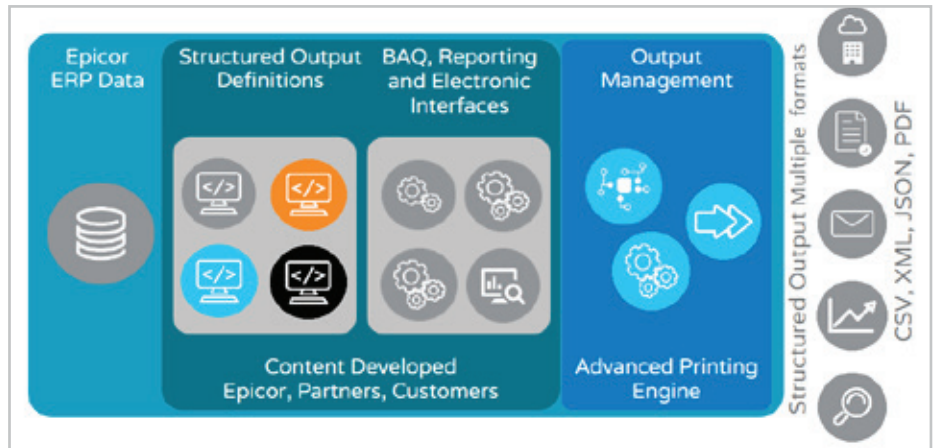 Epicor
ERP Data
Structured Output
Definitions
BAQ, Reporting
and Electronic
Interfaces
Output
Management
</>
</>
</>
</>
Content Developed
Epicor, Partners, Customers
Advanced Printing
Engine
Structured Output Multiple formats
CSV, XML, JSON, PDF